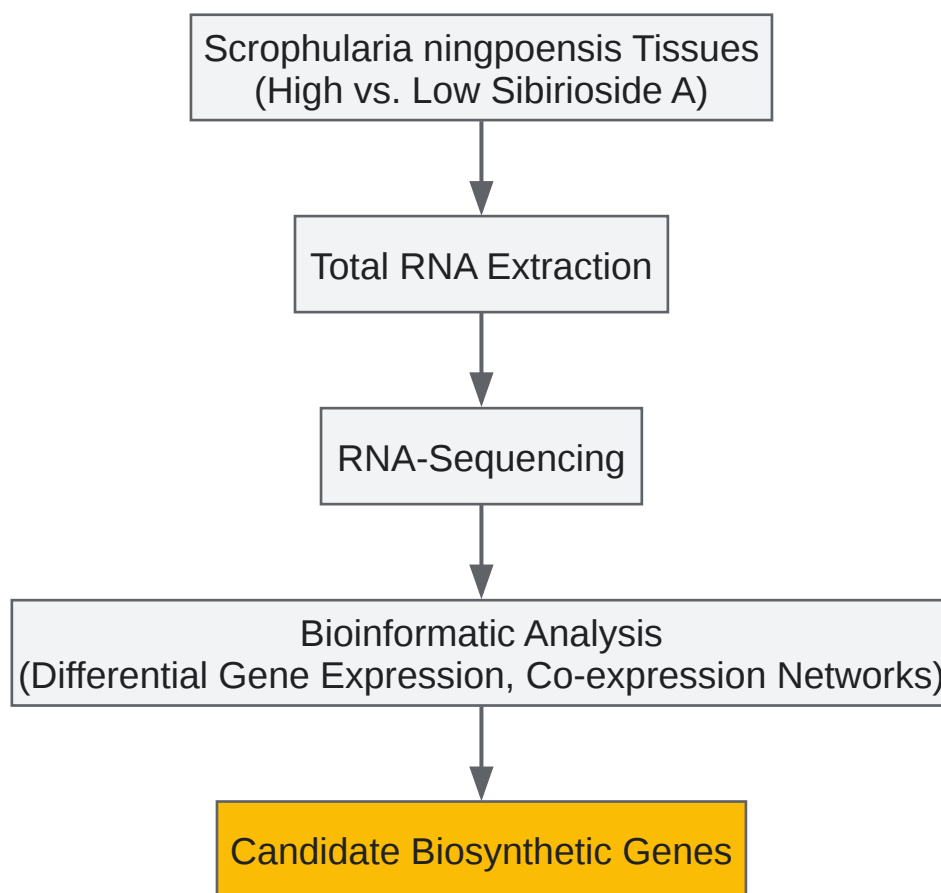 Scrophularia ningpoensis Tissues
(High vs. Low Sibirioside A)
Total RNA Extraction
RNA-Sequencing
Bioinformatic Analysis
(Differential Gene Expression, Co-expression Networks)
Candidate Biosynthetic Genes